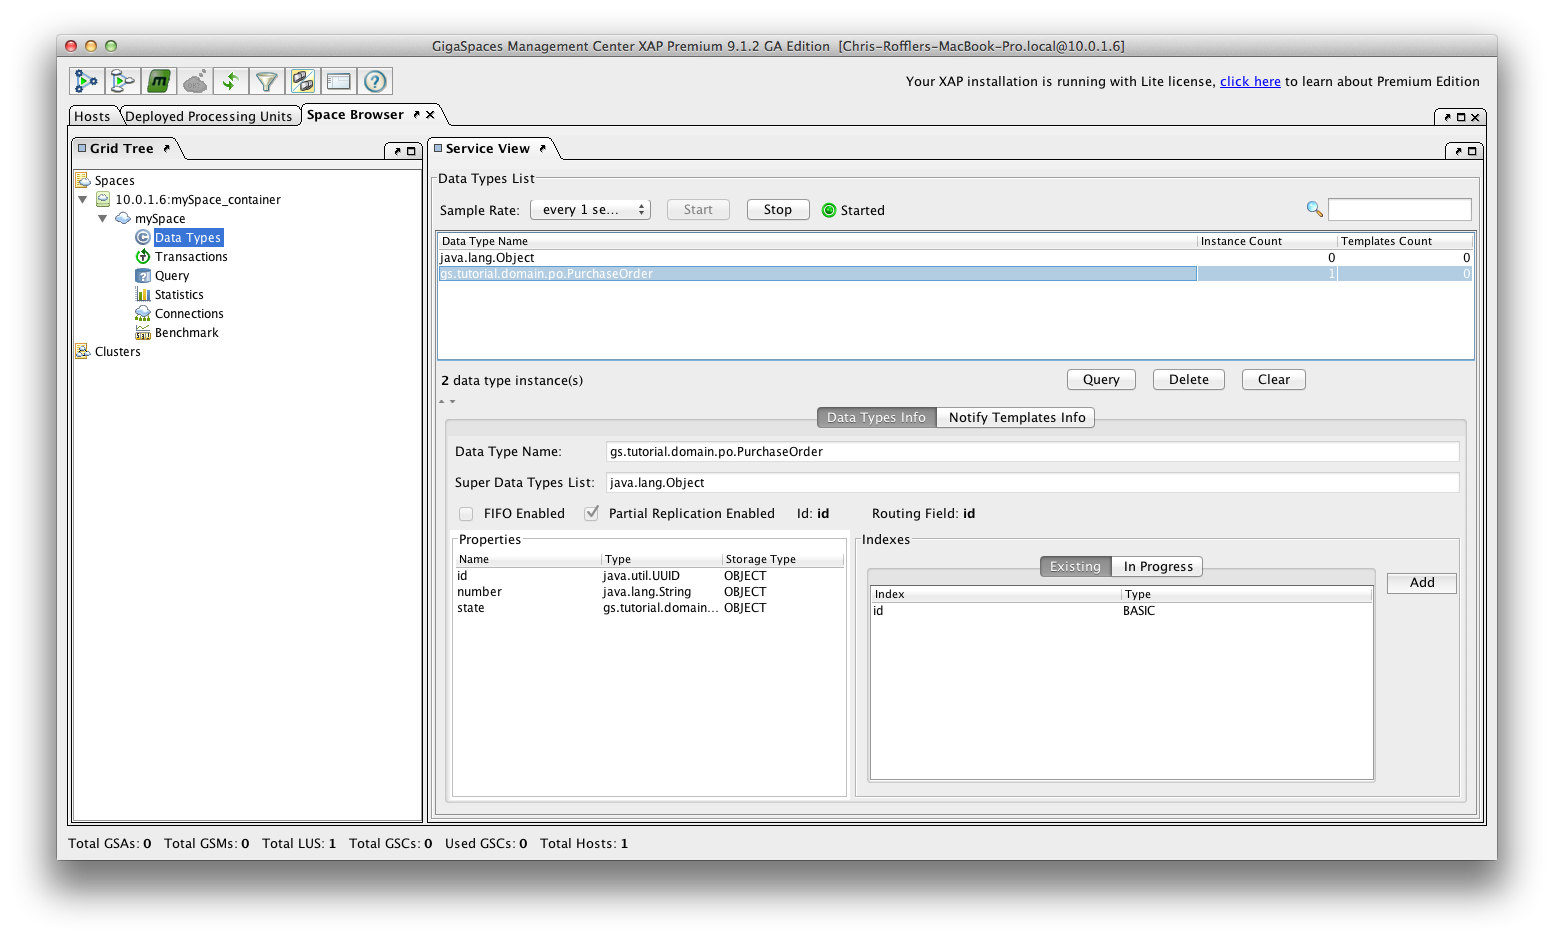 GigaSpaces Management Center XAP Premium 9.1.2 GA Edition [Chris-Rofflers-MacBook-Pro.local@10.0.1.6]
Your XAP installation is running with Lite license, click here to learn about Premium Edition
Hosts Deployed Processing Units Space Browser
Grid Tree
Spaces
10.0.1.6:mySpace_container
mySpace
Data Types
Transactions
Query
Statistics
Connections
Benchmark
Clusters
Service View
Data Types List
Sample Rate: every 1 se... Start Stop Started
Data Type Name Instance Count Templates Count
java.lang.Object 0 0
gs.tutorial.domain.po.PurchaseOrder 1 0
2 data type instance(s) Query Delete Clear
Data Types Info Notify Templates Info
Data Type Name: gs.tutorial.domain.po.PurchaseOrder
Super Data Types List: java.lang.Object
FIFO Enabled Partial Replication Enabled Id: id Routing Field: id
Properties
Name Type Storage Type
id java.util.UUID OBJECT
number java.lang.String OBJECT
state gs.tutorial.domain... OBJECT
Indexes
Existing In Progress
Add
Index Type
id BASIC
Total GSAs: 0 Total GSMs: 0 Total LUS: 1 Total GSCs: 0 Used GSCs: 0 Total Hosts: 1